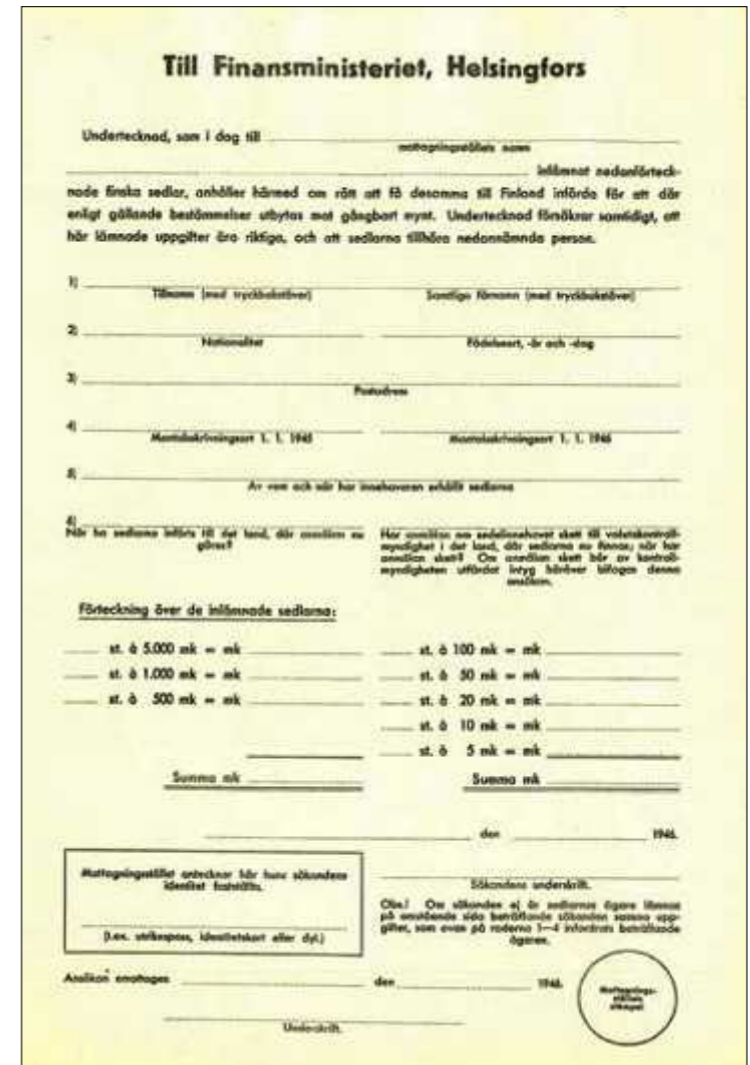 Till Finansministeriet, Helsingfors
Undertecknad, som i dag till
mottagningsställets namn
inlämnat nedanförteck-
nade finska sedlar, anhåller härmed om rätt att få desamma till Finland införda för att där
enligt gällande bestämmelser utbytas mot gångbart mynt. Undertecknad försäkrar samtidigt, att
här lämnade uppgifter äro riktiga, och att sedlarna tillhöra nedannämnda person.
1)
Tillnamn (med tryckbokstäver) Samtliga förnamn (med tryckbokstäver)
2)
Nationalitet Födelseort, -år och -dag
3)
Postadress
4)
Mantalsskrivningsort 1. 1. 1945 Mantalsskrivningsort 1. 1. 1946
5)
Av vem och när har innehavaren erhållit sedlarna
6)
När ha sedlarna införts till det land, där anmälan nu
göres?
Har anmälan om sedelinnehavet skett till valutakontroll-
myndighet i det land, där sedlarna nu finnas; när har
anmälan skett? Om anmälan skett bör av kontroll-
myndigheten utfärdat intyg häröver bifogas denna
ansökan.
Förteckning över de inlämnade sedlarna:
st. à 5.000 mk = mk st. à 100 mk = mk
st. à 1.000 mk = mk st. à 50 mk = mk
st. à 500 mk = mk st. à 20 mk = mk
st. à 10 mk = mk
st. à 5 mk = mk
Summa mk Summa mk
den 1946.
Mottagningsstället antecknar här huru sökandens
identitet fastställts.
(t.ex. utrikespass, identitetskort eller dyl.)
Sökandens underskrift.
Obs.! Om sökanden ej är sedlarnas ägare lämnas
på omstående sida beträffande sökanden samma upp-
gifter, som ovan på raderna 1—4 infordrats beträffande
ägaren.
Ansökan emottagen den 1946.
Underskrift.
Mottagnings-
ställets
stämpel